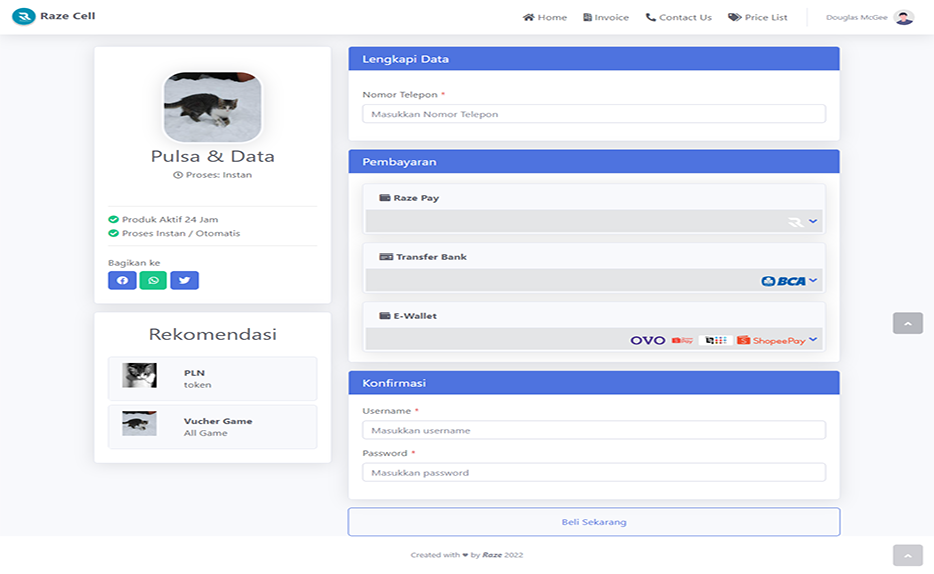 Raze Cell
Home Invoice Contact Us Price List Douglas McGee
Pulsa & Data
Proses: Instan
Produk Aktif 24 Jam
Proses Instan / Otomatis
Bagikan ke
Rekomendasi
PLN
token
Vucher Game
All Game
Lengkapi Data
Nomor Telepon *
Masukkan Nomor Telepon
Pembayaran
Raze Pay
Transfer Bank
BCA
E-Wallet
OVO ShopeePay
Konfirmasi
Username *
Masukkan username
Password *
Masukkan password
Beli Sekarang
Created with ❤ by Raze 2022